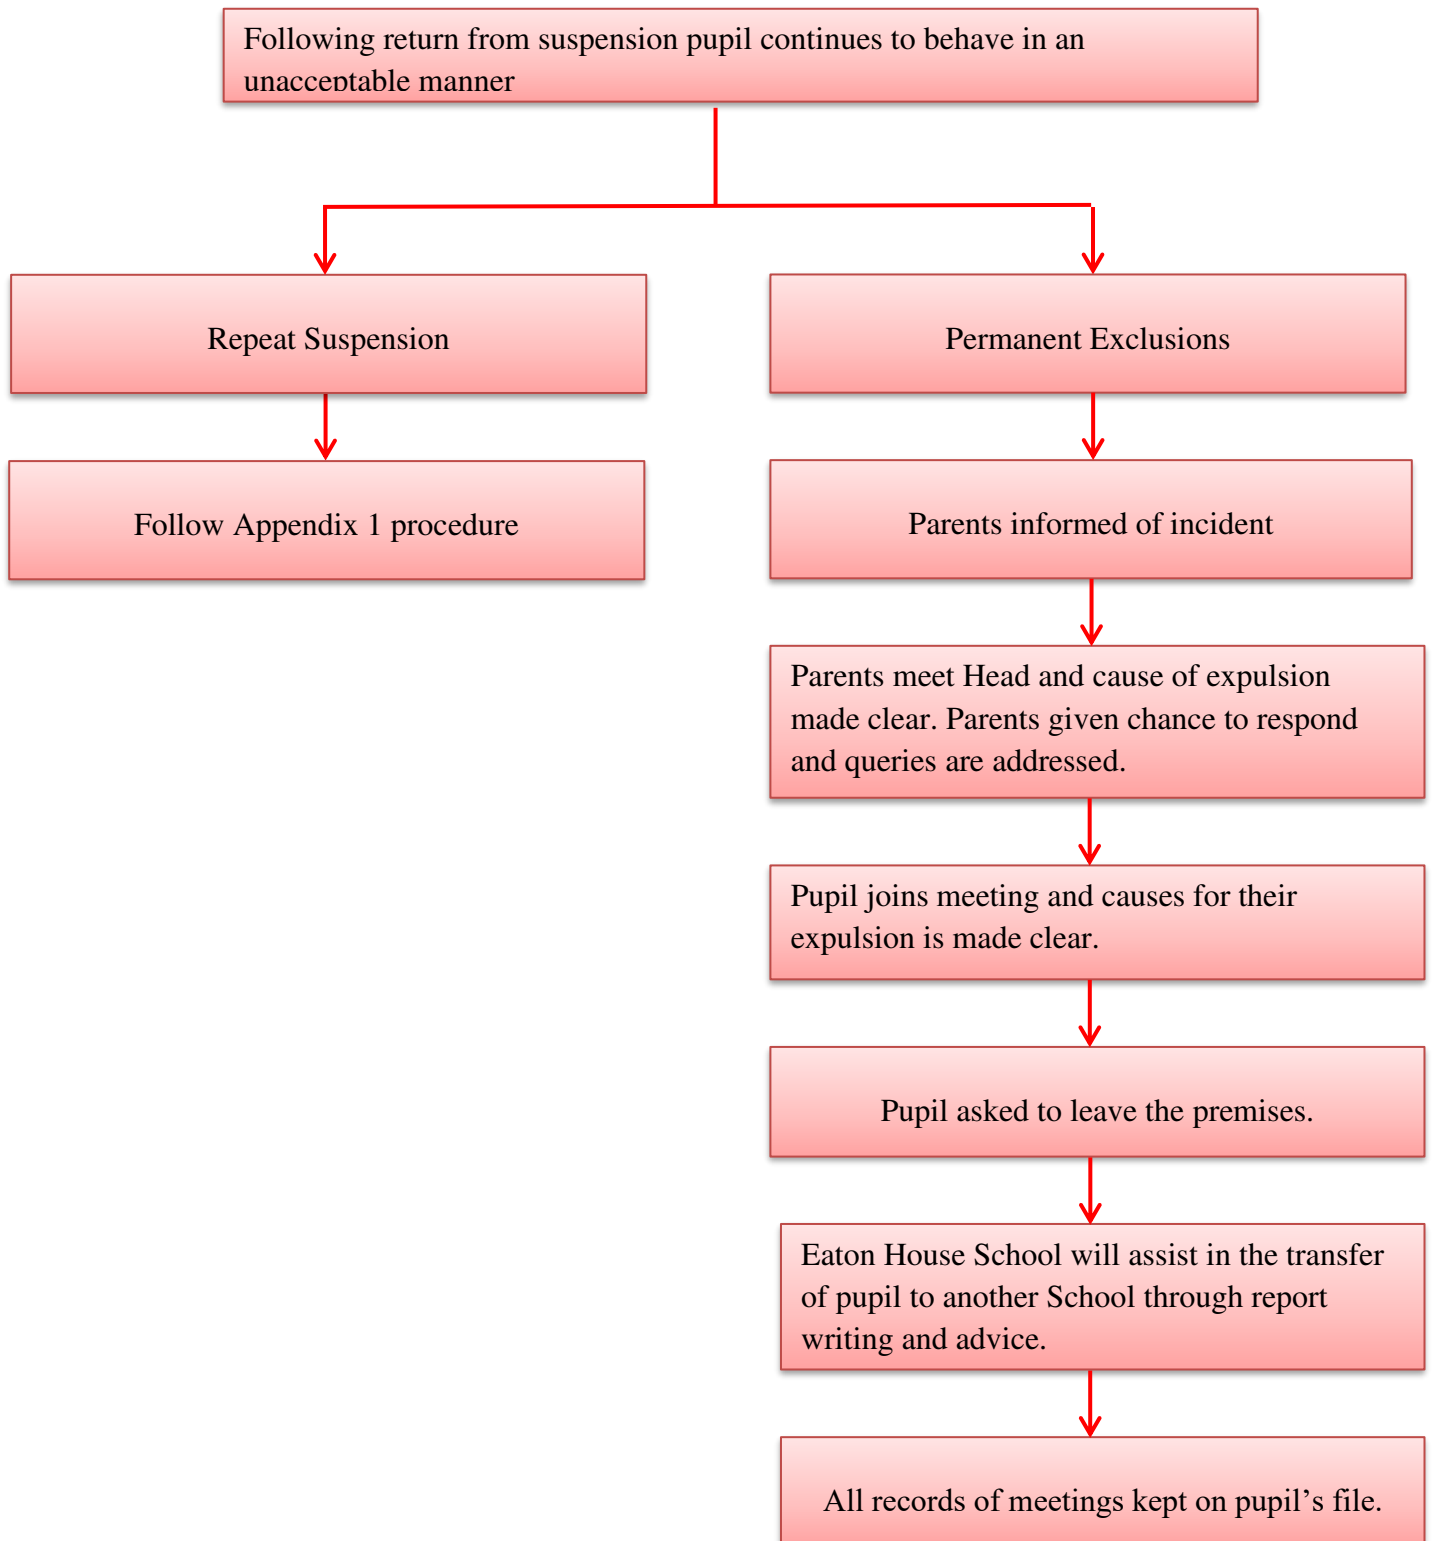 Following return from suspension pupil continues to behave in an
unacceptable manner
Repeat Suspension
Permanent Exclusions
Follow Appendix 1 procedure
Parents informed of incident
Parents meet Head and cause of expulsion
made clear. Parents given chance to respond
and queries are addressed.
Pupil joins meeting and causes for their
expulsion is made clear.
Pupil asked to leave the premises.
Eaton House School will assist in the transfer
of pupil to another School through report
writing and advice.
All records of meetings kept on pupil’s file.